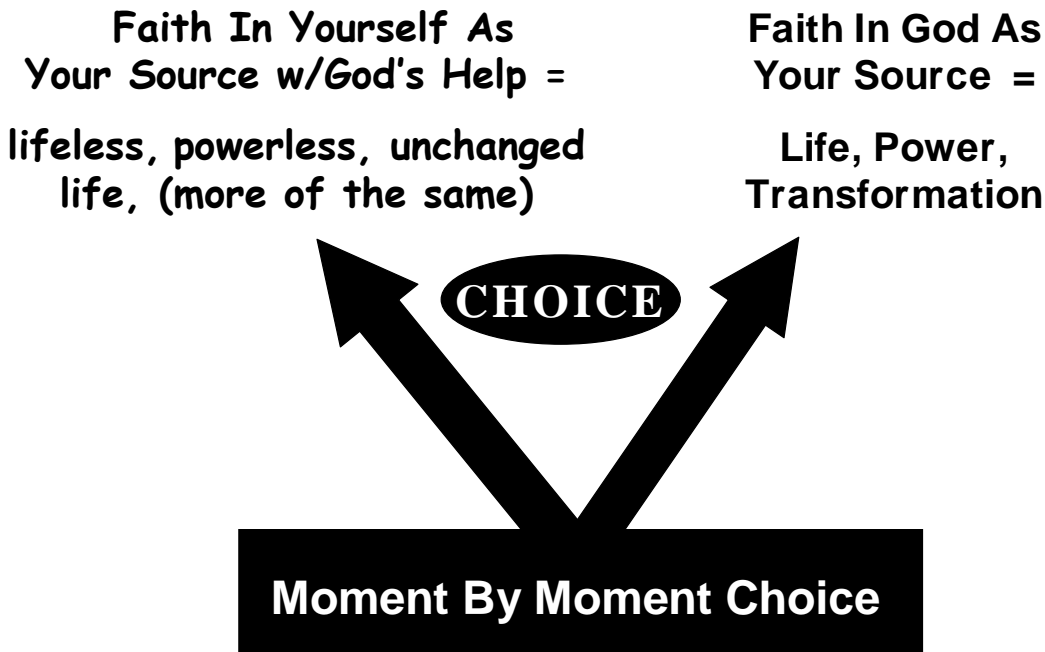 Faith In Yourself As
Your Source w/God's Help =
lifeless, powerless, unchanged
life, (more of the same)
Faith In God As
Your Source =
Life, Power,
Transformation
CHOICE
Moment By Moment Choice